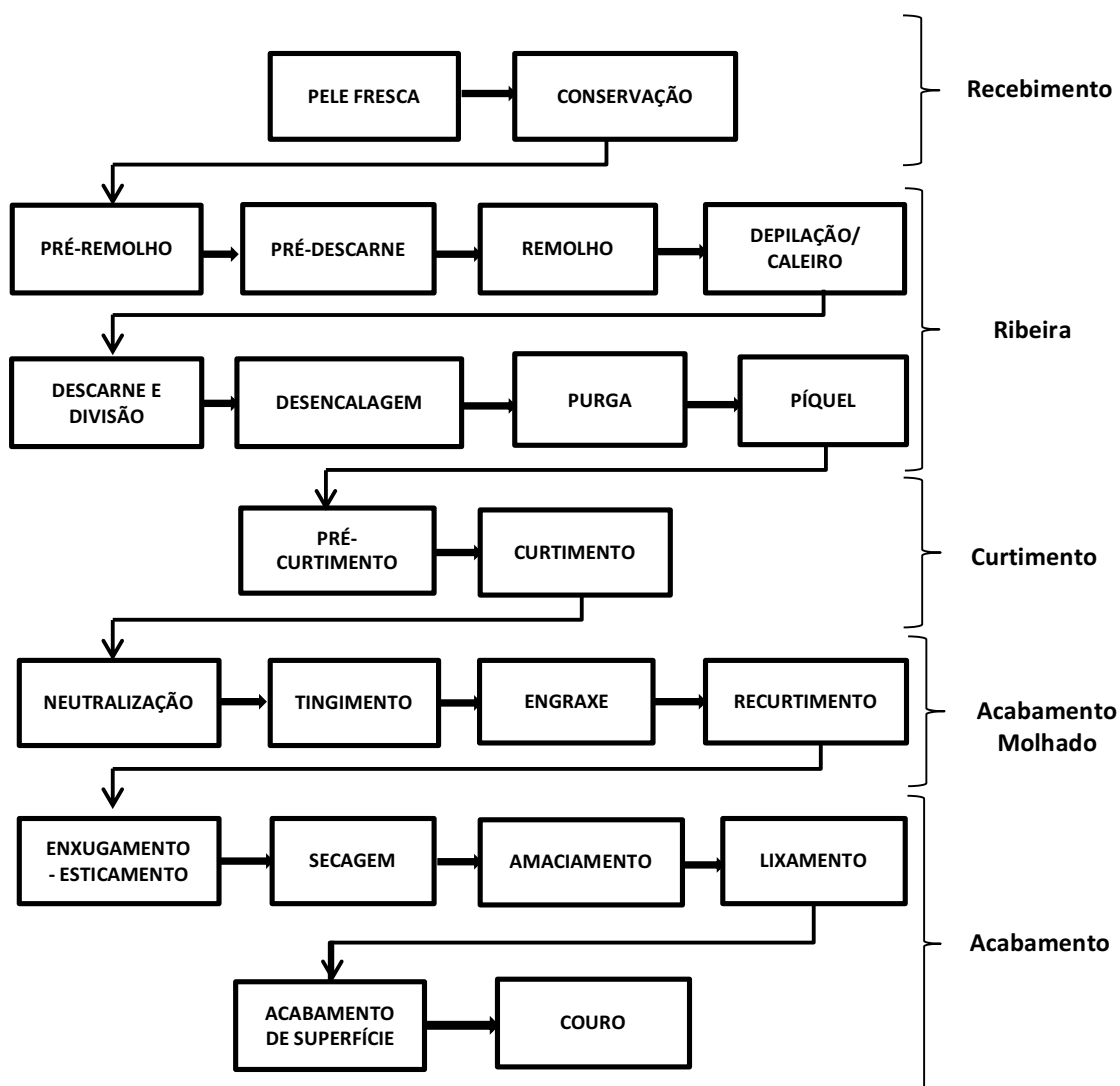 PELE FRESCA
CONSERVAÇÃO
Recebimento
PRÉ-REMOLHO
PRÉ-DESCARNE
REMOLHO
DEPILAÇÃO/
CALEIRO
Ribeira
DESCARNE E
DIVISÃO
DESENCALAGEM
PURGA
PÍQUEL
PRÉ-
CURTIMENTO
CURTIMENTO
Curtimento
NEUTRALIZAÇÃO
TINGIMENTO
ENGRAXE
RECURTIMENTO
Acabamento
Molhado
ENXUGAMENTO
- ESTICAMENTO
SECAGEM
AMACIAMENTO
LIXAMENTO
Acabamento
ACABAMENTO
DE SUPERFÍCIE
COURO